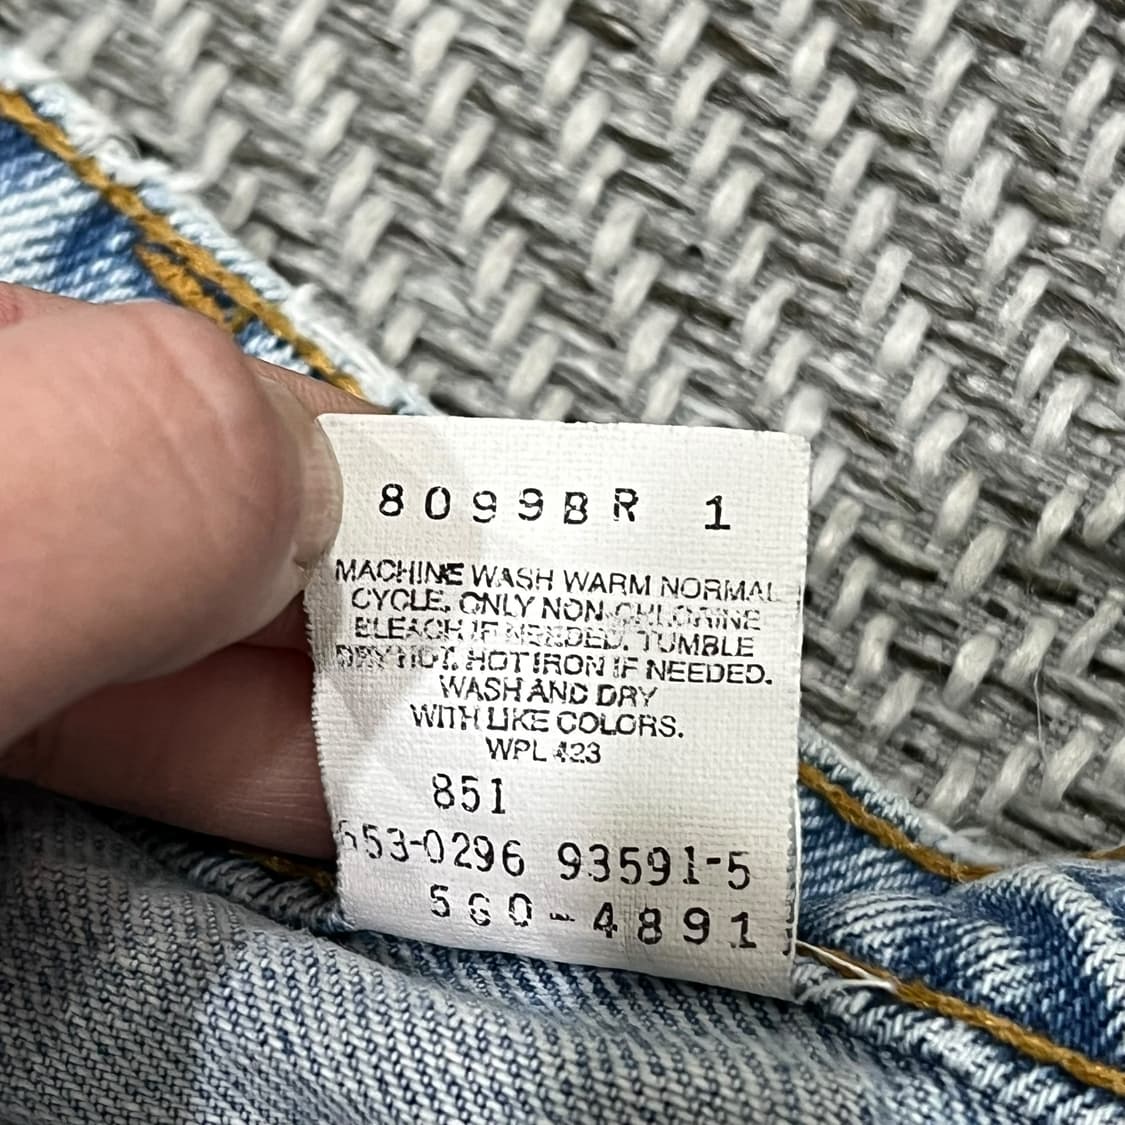 8099BR 1
MACHINE WASH WARM NORMAL
CYCLE. ONLY NON-CHLORINE
BLEACH IF NEEDED. TUMBLE
DRY HOT. HOT IRON IF NEEDED.
WASH AND DRY
WITH LIKE COLORS.
WPL 423
851
553-0296 93591-5
560-4891